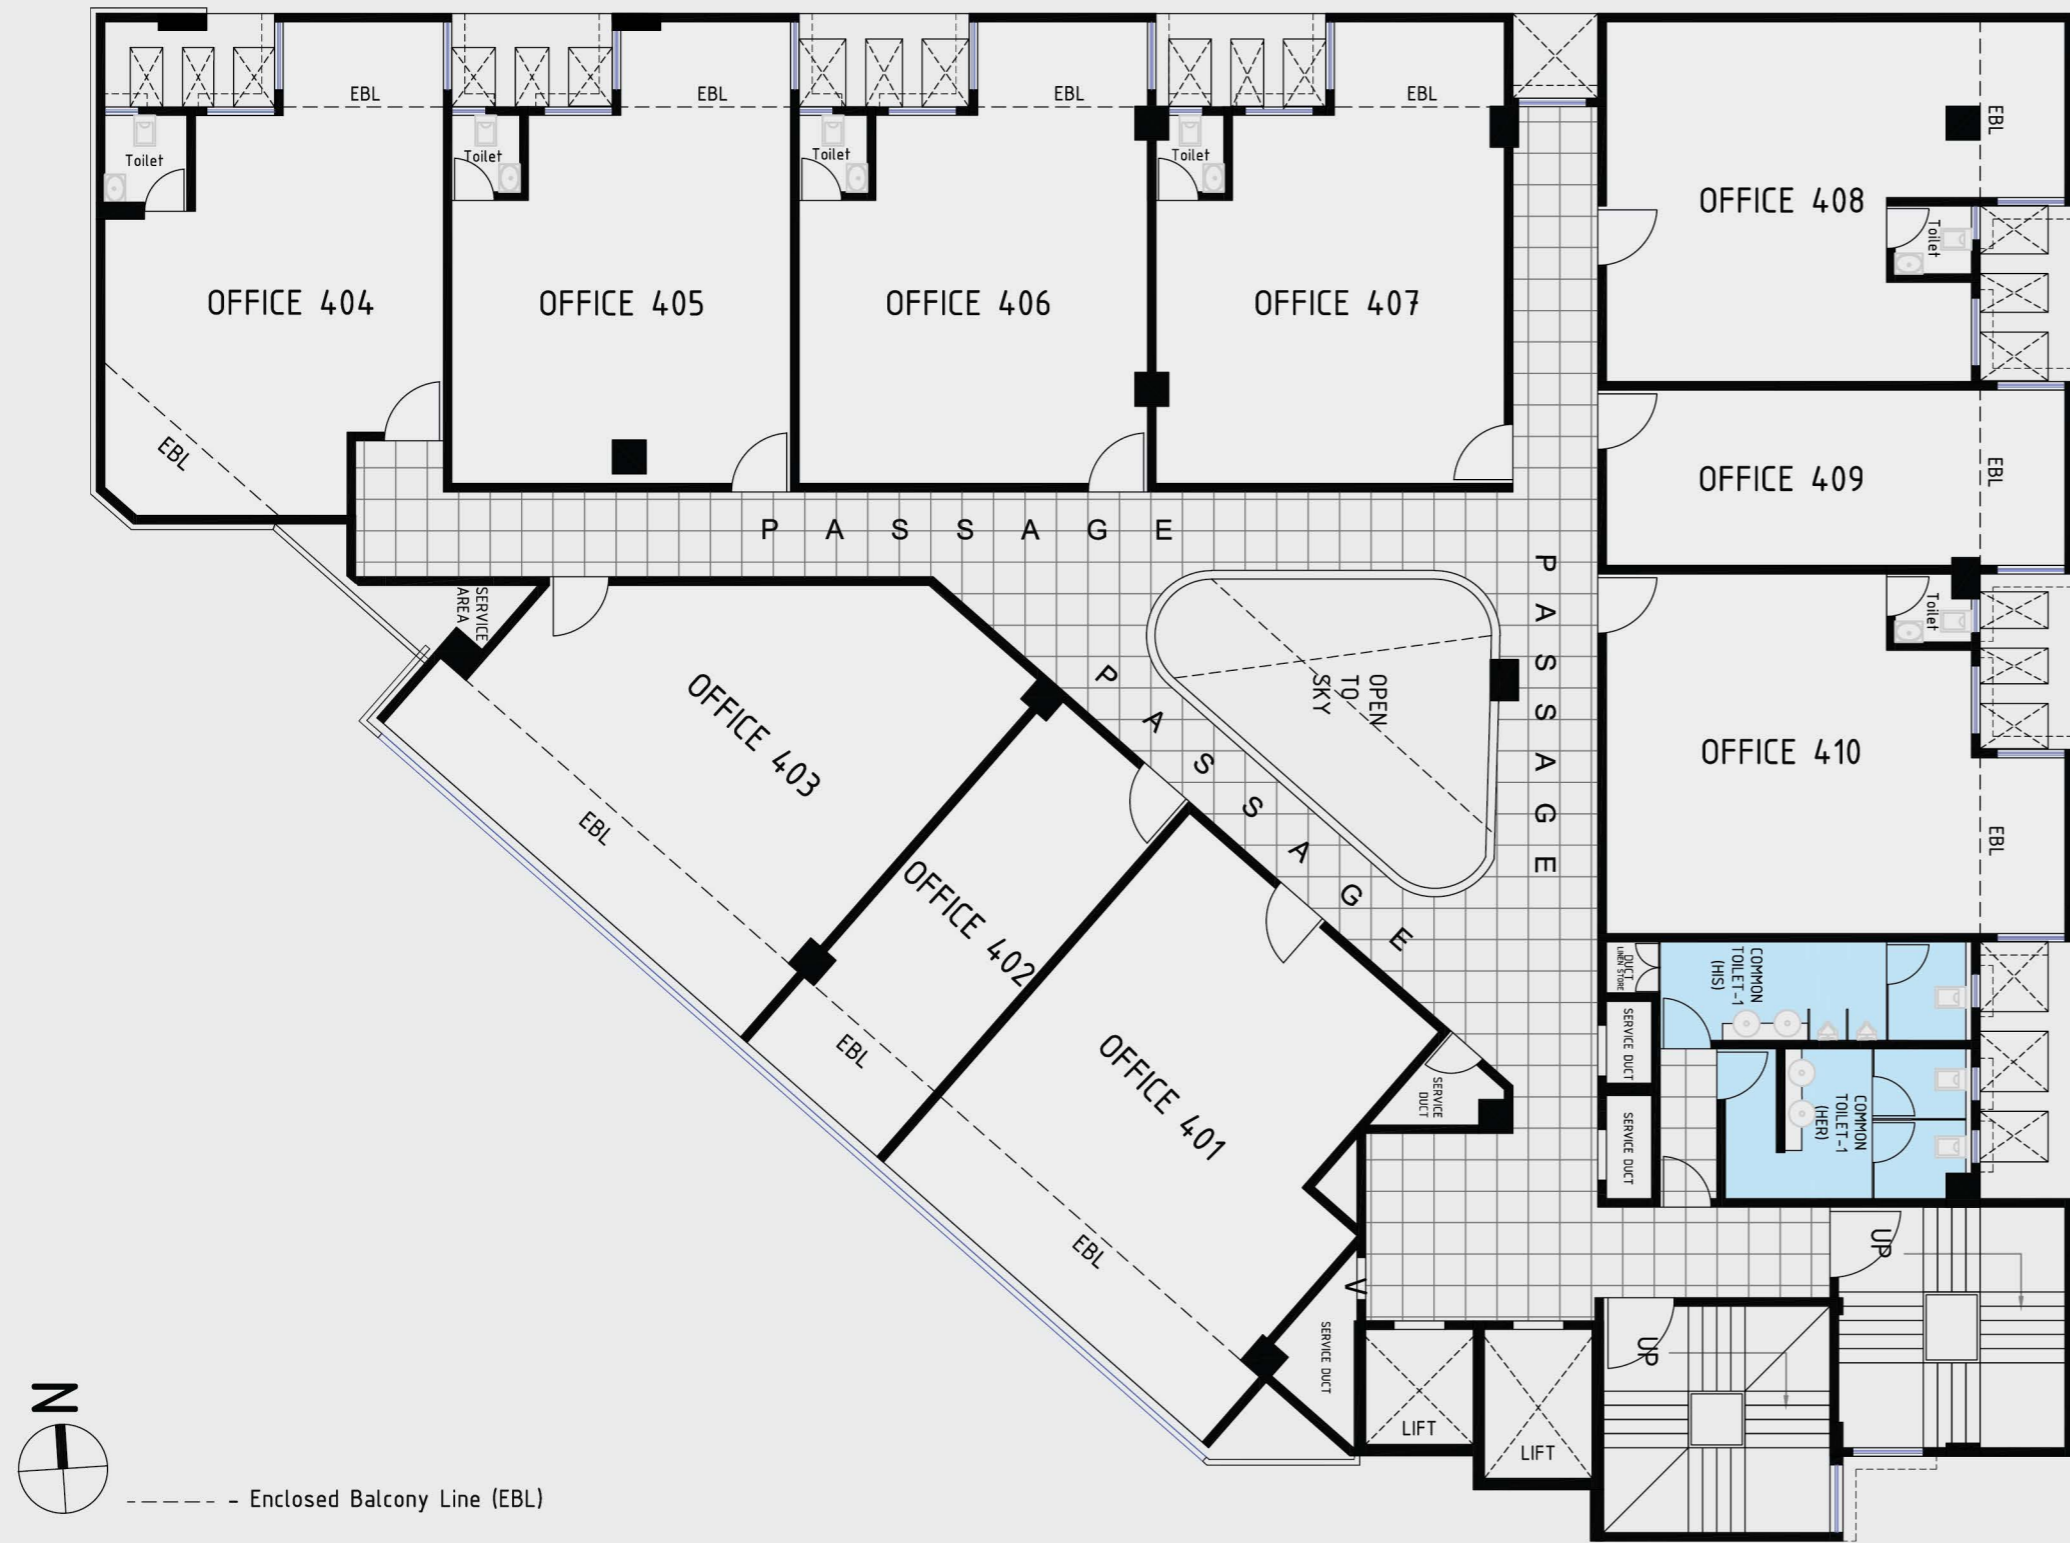 EBL
EBL
EBL
EBL
EBL
Toilet
Toilet
Toilet
Toilet
OFFICE 408
Toilet
OFFICE 404
OFFICE 405
OFFICE 406
OFFICE 407
EBL
OFFICE 409
EBL
PASSAGE
PASSAGE
SERVICE
AREA
Toilet
OPEN
TO
SKY
PASSAGE
OFFICE 403
OFFICE 410
EBL
EBL
OFFICE 402
EBL
DUCT
LINEN STORE
COMMON
TOILET-1
(HIS)
SERVICE DUCT
OFFICE 401
SERVICE
DUCT
SERVICE DUCT
COMMON
TOILET-1
(HER)
EBL
UP
V
SERVICE DUCT
UP
LIFT
LIFT
N
- Enclosed Balcony Line (EBL)